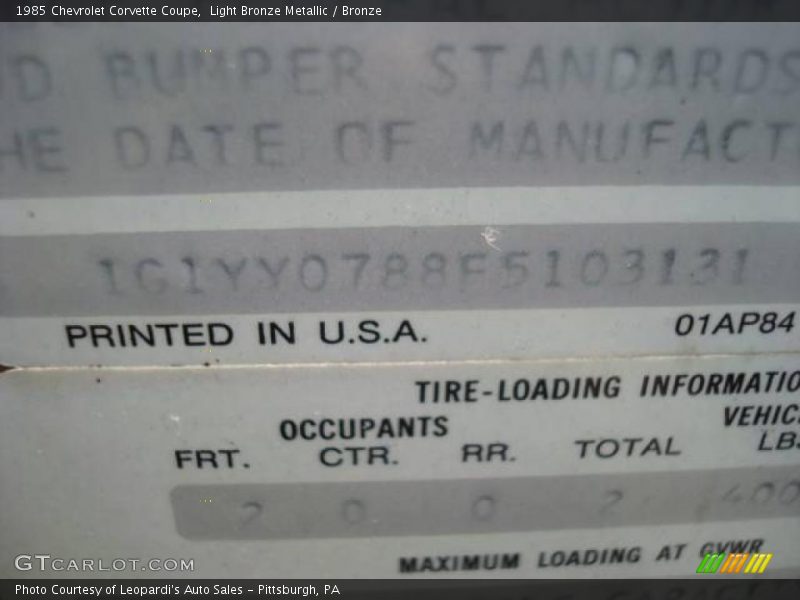 1985 Chevrolet Corvette Coupe, Light Bronze Metallic / Bronze
BUMPER STANDARDS
HE DATE OF MANUFACT
1G1YY0788F5103131
PRINTED IN U.S.A. 01AP84
TIRE-LOADING INFORMATIO
OCCUPANTS VEHIC
FRT. CTR. RR. TOTAL LBS
2 0 0 2 400
MAXIMUM LOADING AT GVWR
GTCARLOT.COM
Photo Courtesy of Leopardi's Auto Sales - Pittsburgh, PA